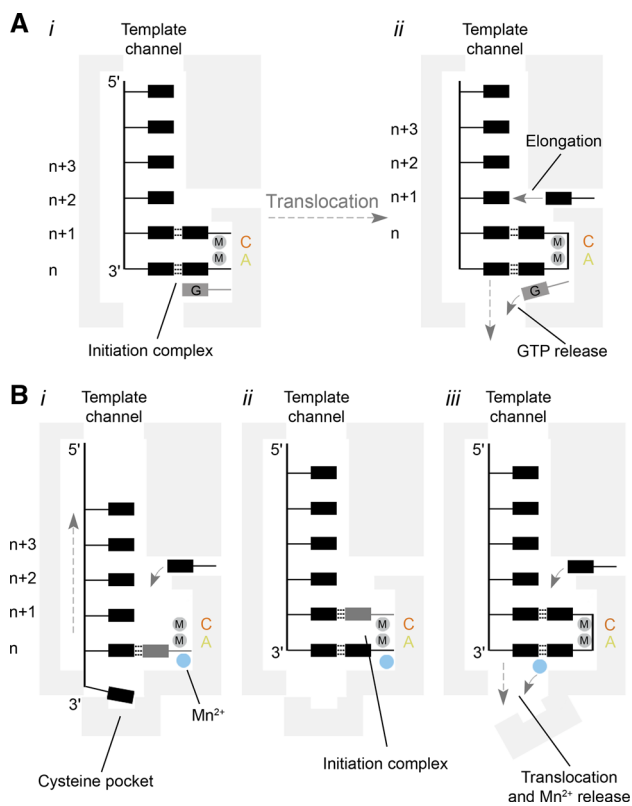 A
i
Template
channel
5'
n+3
n+2
n+1
n
3'
M
M
C
A
G
Initiation complex
Translocation
ii
Template
channel
n+3
n+2
n+1
n
Elongation
M
M
C
A
G
GTP release
B
i
Template
channel
5'
n+3
n+2
n+1
n
3'
M
M
C
A
Mn²⁺
Cysteine pocket
ii
Template
channel
5'
3'
M
M
C
A
Initiation complex
iii
Template
channel
5'
3'
M
M
C
A
Translocation
and Mn²⁺ release